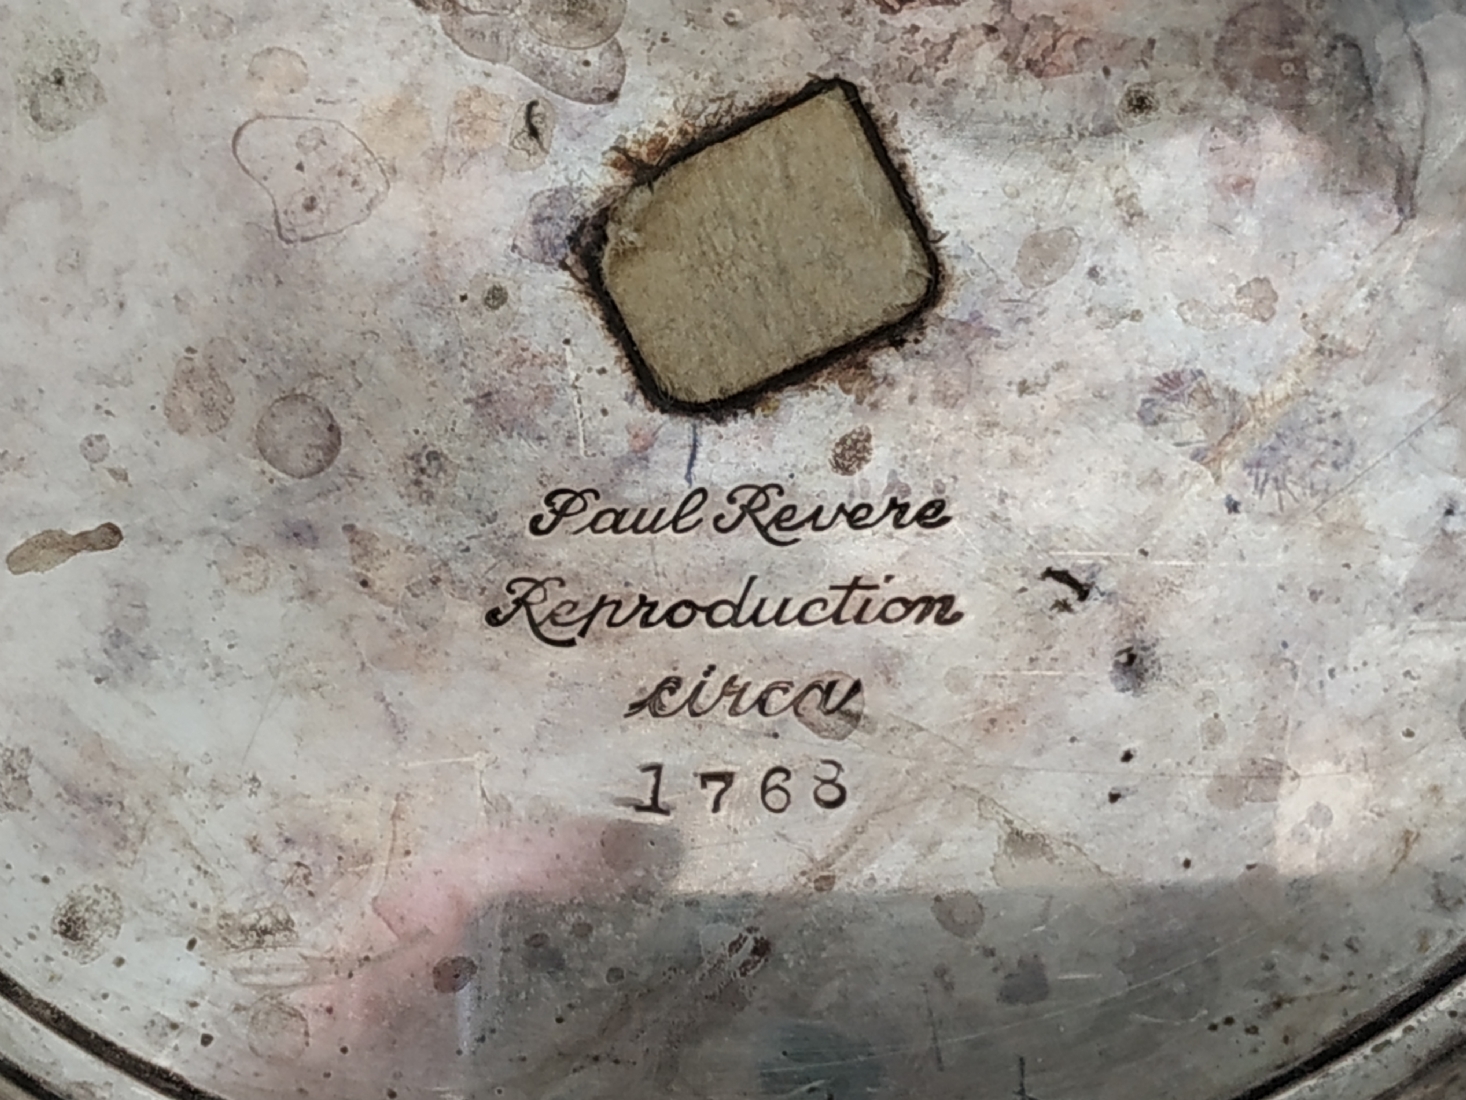 Paul Revere
Reproduction
circa
1768